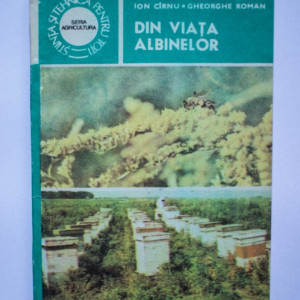 ION CÎRNU • GHEORGHE ROMAN
ȘTIINȚA ȘI TEHNICA PENTRU TOȚI
SERIA
AGRICULTURA
DIN VIAȚA
ALBINELOR